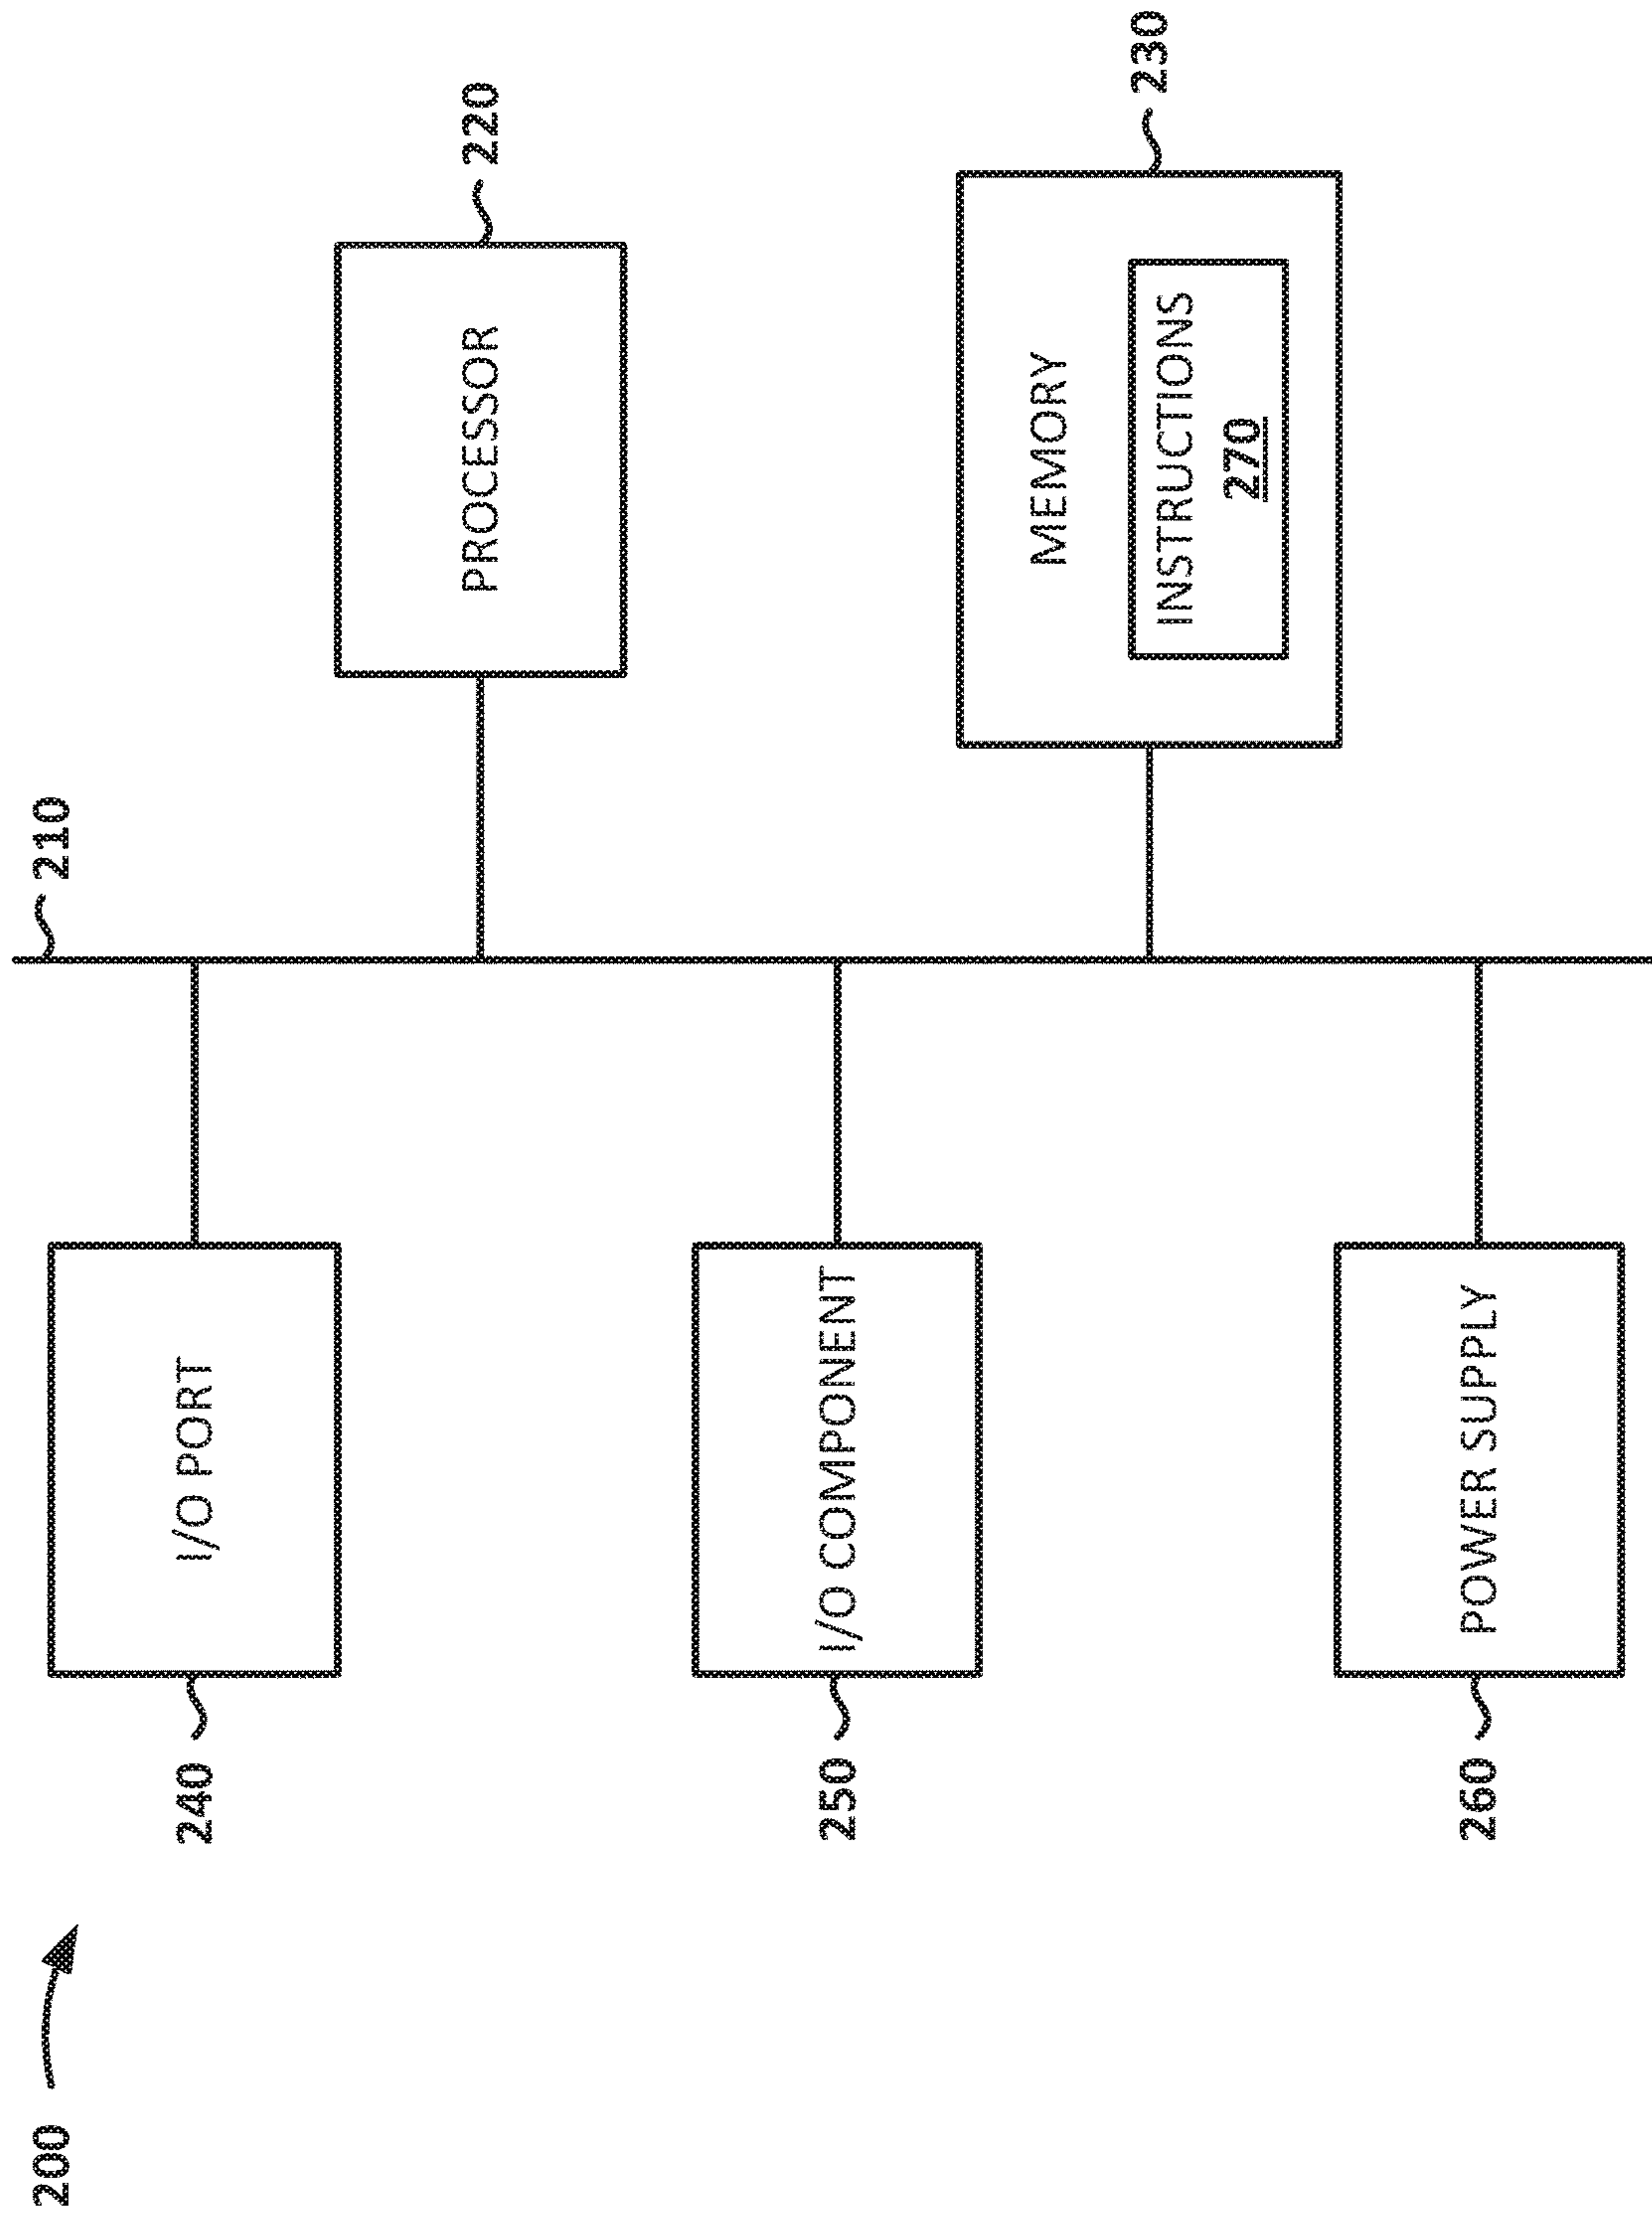 200
210
240
I/O PORT
PROCESSOR
220
250
I/O COMPONENT
MEMORY
230
INSTRUCTIONS
270
260
POWER SUPPLY